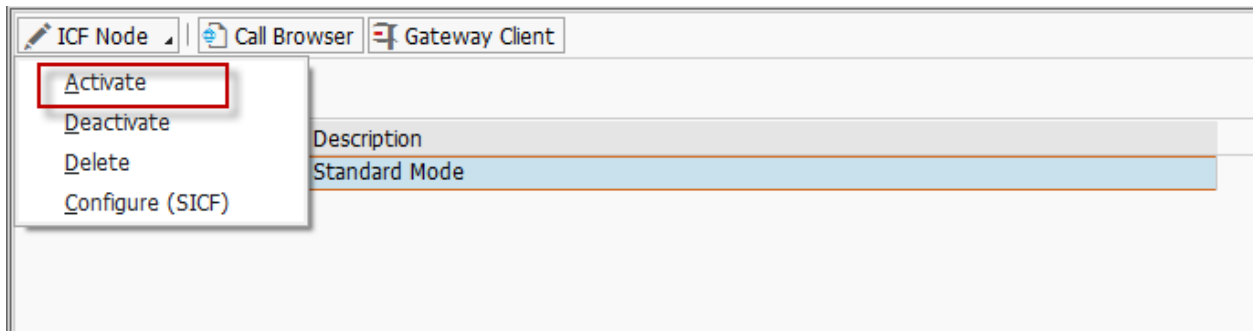 ICF Node Call Browser Gateway Client
Activate
Deactivate
Delete
Configure (SICF)
Description
Standard Mode